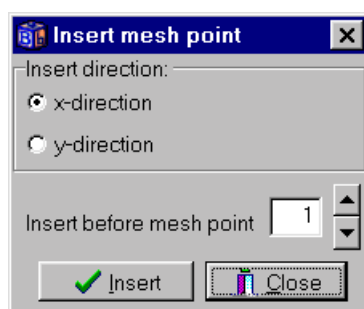 Insert mesh point
Insert direction:
x-direction
y-direction
Insert before mesh point 1
Insert Close